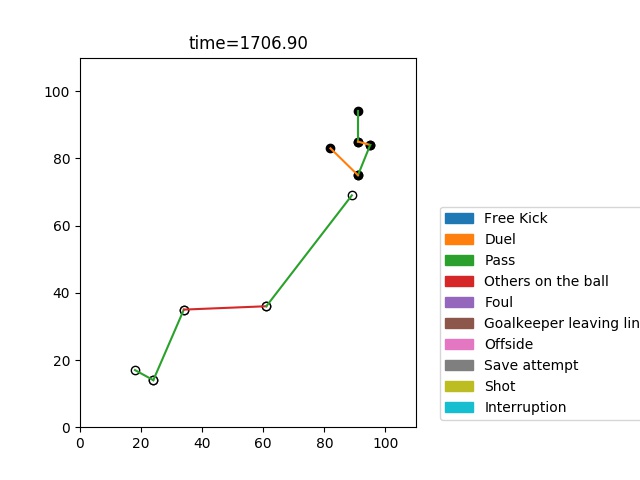 time=1706.90
100
80
60
40
20
0
0 20 40 60 80 100
Free Kick
Duel
Pass
Others on the ball
Foul
Goalkeeper leaving lin
Offside
Save attempt
Shot
Interruption